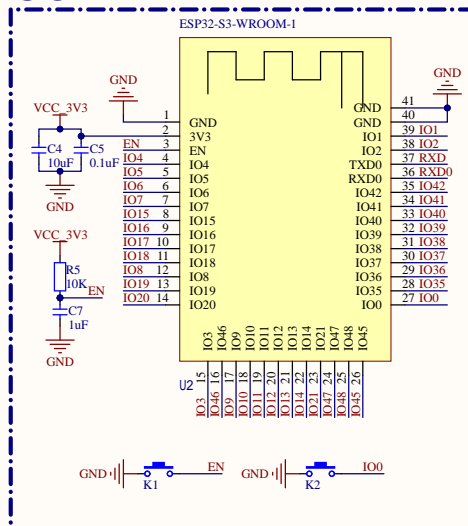 ESP32-S3-WROOM-1
GND
GND
VCC_3V3
C4
10uF
C5
0.1uF
GND
1 GND
2 3V3
EN 3 EN
IO4 4 IO4
IO5 5 IO5
IO6 6 IO6
IO7 7 IO7
IO15 8 IO15
IO16 9 IO16
IO17 10 IO17
IO18 11 IO18
IO8 12 IO8
IO19 13 IO19
IO20 14 IO20
GND 41
GND 40
IO1 39 IO1
IO2 38 IO2
TXD0 37 RXD
RXD0 36 RXD0
IO42 35 IO42
IO41 34 IO41
IO40 33 IO40
IO39 32 IO39
IO38 31 IO38
IO37 30 IO37
IO36 29 IO36
IO35 28 IO35
IO0 27 IO0
VCC_3V3
R5
10K
EN
C7
1uF
GND
IO3 15 IO3
IO46 16 IO46
IO9 17 IO9
IO10 18 IO10
IO11 19 IO11
IO12 20 IO12
IO13 21 IO13
IO14 22 IO14
IO21 23 IO21
IO47 24 IO47
IO48 25 IO48
IO45 26 IO45
U2
GND K1 EN
GND K2 IO0